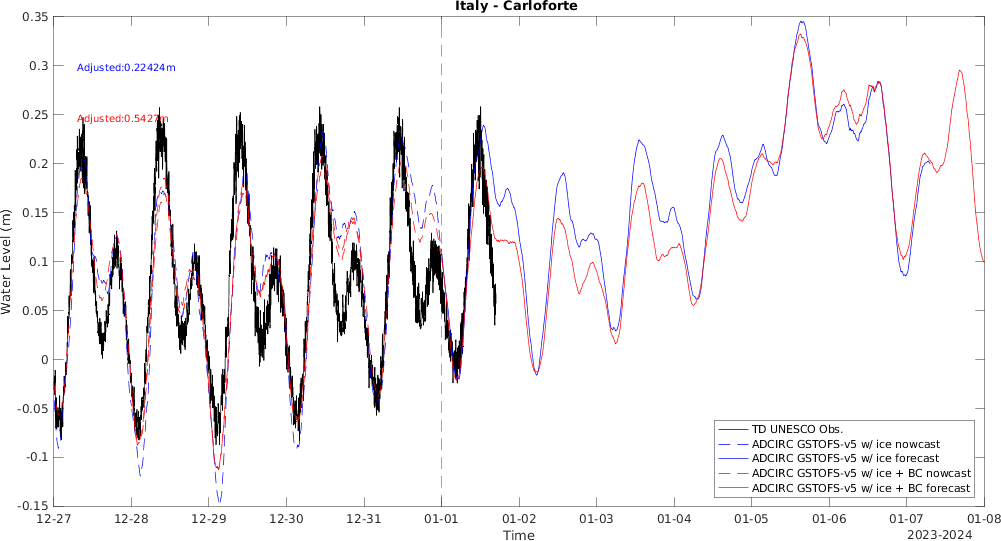 Italy - Carloforte
0.35
0.3
0.25
0.2
0.15
0.1
0.05
0
-0.05
-0.1
-0.15
Water Level (m)
Adjusted:0.22424m
Adjusted:0.5427m
TD UNESCO Obs.
ADCIRC GSTOFS-v5 w/ ice nowcast
ADCIRC GSTOFS-v5 w/ ice forecast
ADCIRC GSTOFS-v5 w/ ice + BC nowcast
ADCIRC GSTOFS-v5 w/ ice + BC forecast
12-27 12-28 12-29 12-30 12-31 01-01 01-02 01-03 01-04 01-05 01-06 01-07 01-08
Time
2023-2024